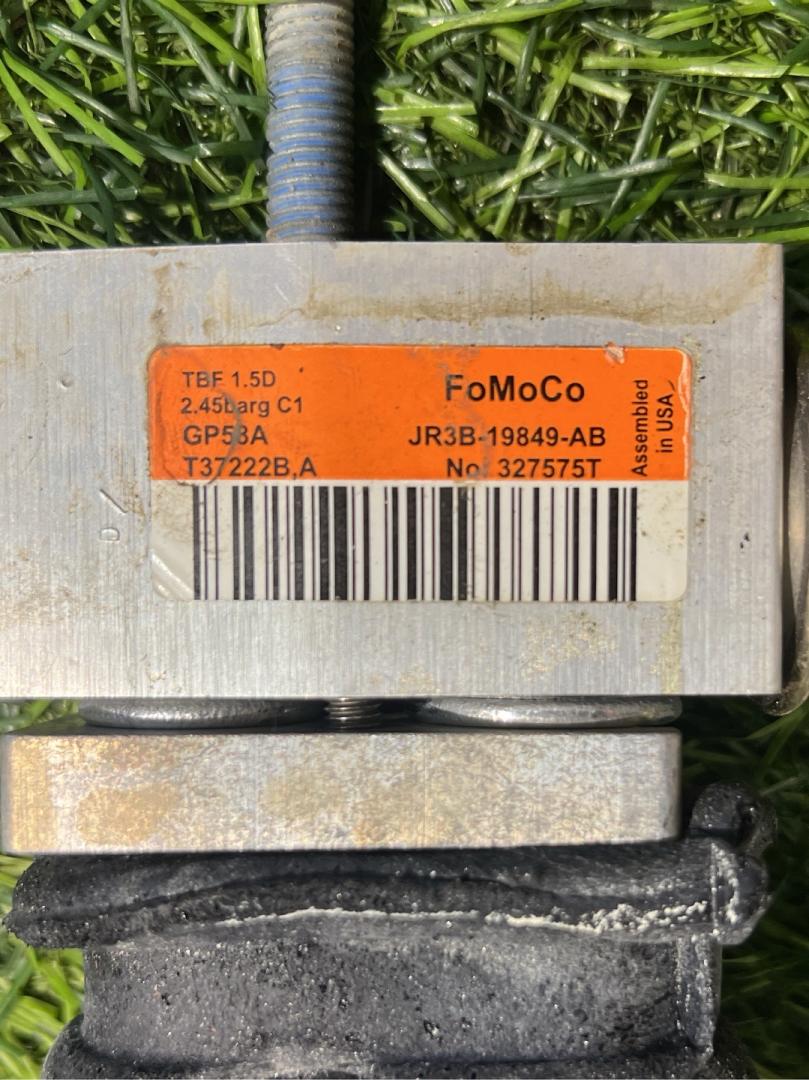 TBF 1.5D
2.45barg C1
GP58A
T37222B,A
FoMoCo
JR3B-19849-AB
No. 327575T
Assembled
in USA